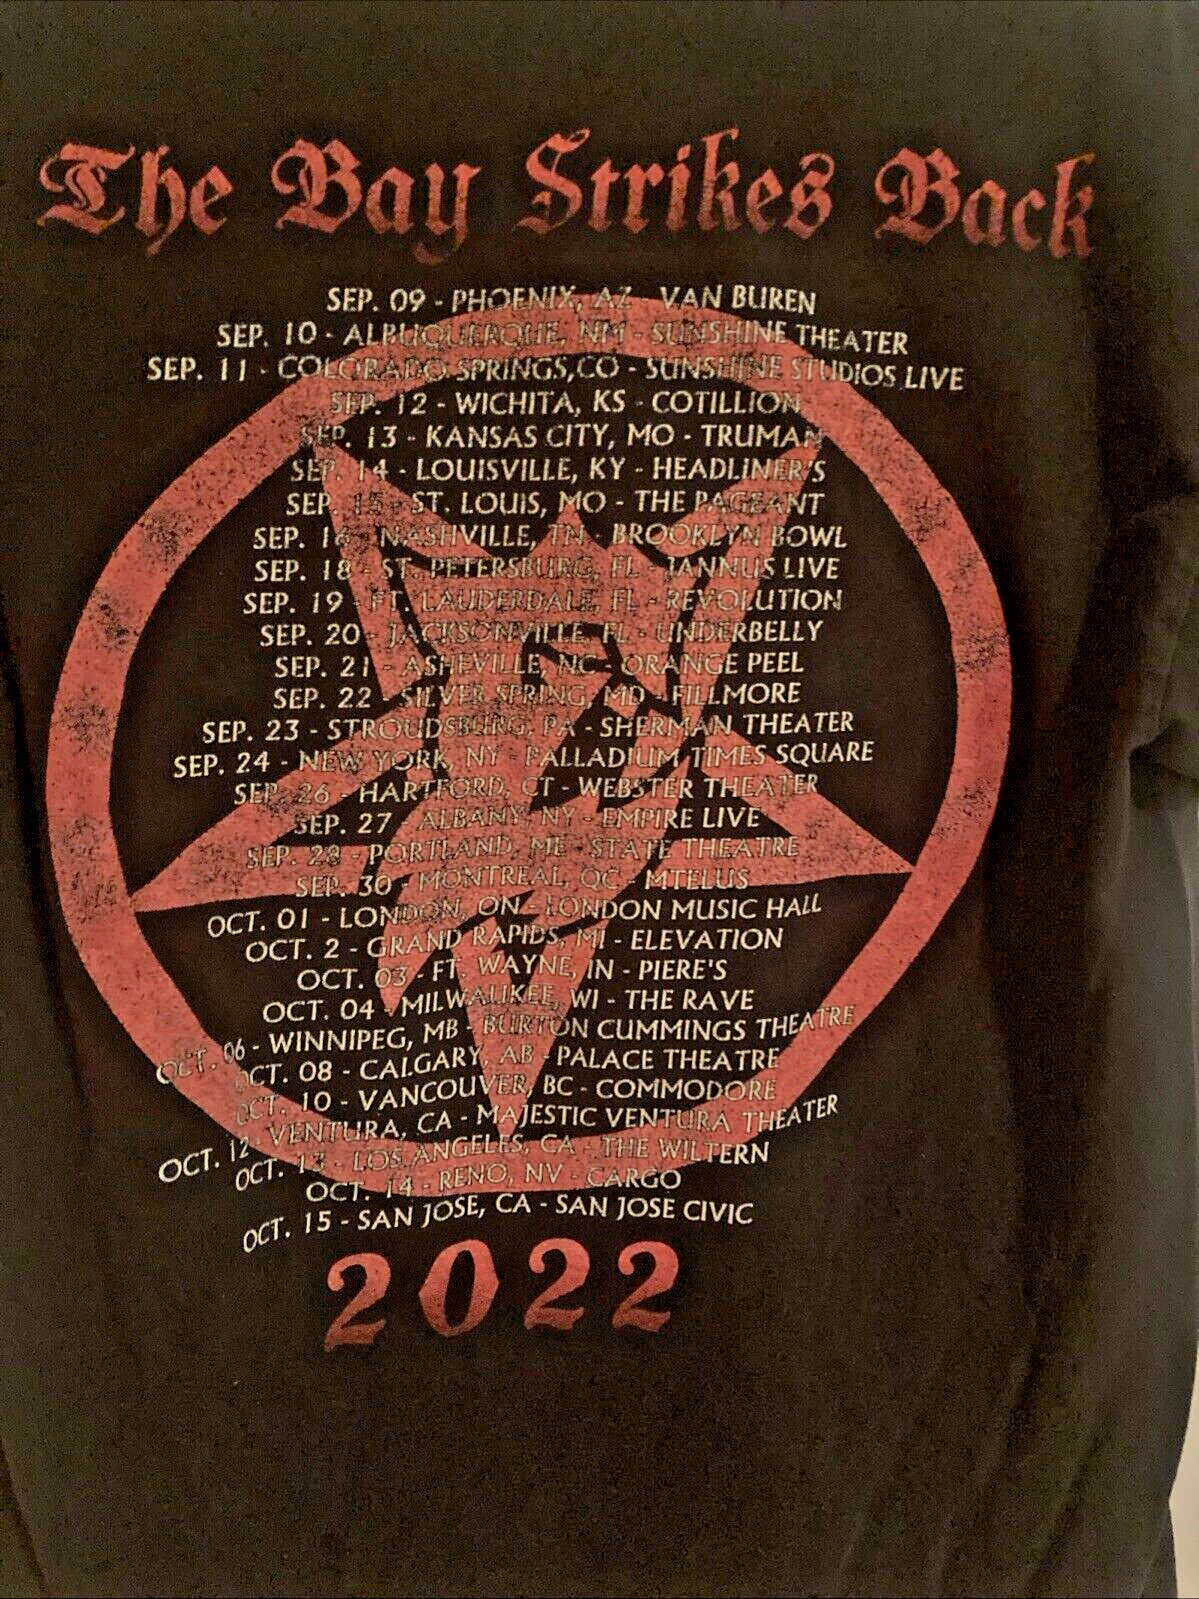 The Bay Strikes Back
SEP. 09 - PHOENIX, AZ - VAN BUREN
SEP. 10 - ALBUQUERQUE, NM - SUNSHINE THEATER
SEP. 11 - COLORADO SPRINGS,CO - SUNSHINE STUDIOS LIVE
SEP. 12 - WICHITA, KS - COTILLION
SEP. 13 - KANSAS CITY, MO - TRUMAN
SEP. 14 - LOUISVILLE, KY - HEADLINER'S
SEP. 15 - ST. LOUIS, MO - THE PAGEANT
SEP. 16 - NASHVILLE, TN - BROOKLYN BOWL
SEP. 18 - ST. PETERSBURG, FL - JANNUS LIVE
SEP. 19 - FT. LAUDERDALE, FL - REVOLUTION
SEP. 20 - JACKSONVILLE, FL - UNDERBELLY
SEP. 21 - ASHEVILLE, NC - ORANGE PEEL
SEP. 22 - SILVER SPRING, MD - FILLMORE
SEP. 23 - STROUDSBURG, PA - SHERMAN THEATER
SEP. 24 - NEW YORK, NY - PALLADIUM TIMES SQUARE
SEP. 26 - HARTFORD, CT - WEBSTER THEATER
SEP. 27 - ALBANY, NY - EMPIRE LIVE
SEP. 28 - PORTLAND, ME - STATE THEATRE
SEP. 30 - MONTREAL, QC - MTELUS
OCT. 01 - LONDON, ON - LONDON MUSIC HALL
OCT. 2 - GRAND RAPIDS, MI - ELEVATION
OCT. 03 - FT. WAYNE, IN - PIERE'S
OCT. 04 - MILWAUKEE, WI - THE RAVE
OCT. 06 - WINNIPEG, MB - BURTON CUMMINGS THEATRE
OCT. 08 - CALGARY, AB - PALACE THEATRE
OCT. 10 - VANCOUVER, BC - COMMODORE
OCT. 12 - VENTURA, CA - MAJESTIC VENTURA THEATER
OCT. 13 - LOS ANGELES, CA - THE WILTERN
OCT. 14 - RENO, NV - CARGO
OCT. 15 - SAN JOSE, CA - SAN JOSE CIVIC
2022